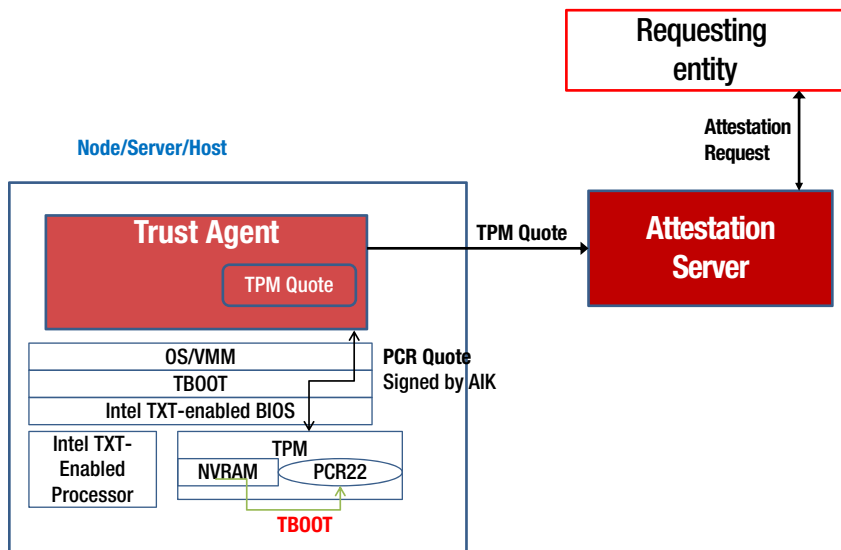 Requesting
entity
Attestation
Request
Node/Server/Host
Trust Agent
TPM Quote
TPM Quote
Attestation
Server
OS/VMM
TBOOT
Intel TXT-enabled BIOS
PCR Quote
Signed by AIK
Intel TXT-
Enabled
Processor
TPM
NVRAM
PCR22
TBOOT